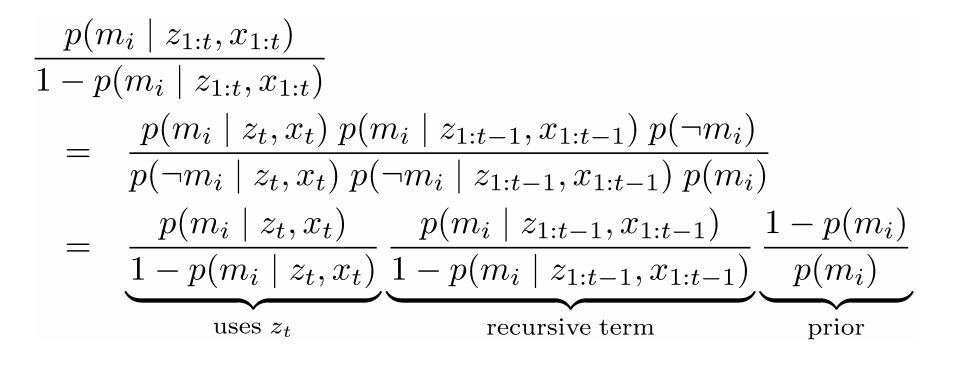 p(m_i | z_{1:t}, x_{1:t})
1 − p(m_i | z_{1:t}, x_{1:t})
= p(m_i | z_t, x_t) p(m_i | z_{1:t−1}, x_{1:t−1}) p(¬m_i)
p(¬m_i | z_t, x_t) p(¬m_i | z_{1:t−1}, x_{1:t−1}) p(m_i)
= p(m_i | z_t, x_t) p(m_i | z_{1:t−1}, x_{1:t−1}) 1 − p(m_i)
1 − p(m_i | z_t, x_t) 1 − p(m_i | z_{1:t−1}, x_{1:t−1}) p(m_i)
uses z_t recursive term prior